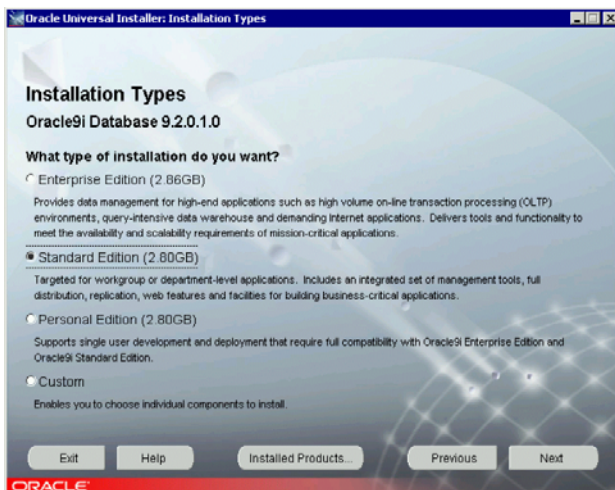 Oracle Universal Installer: Installation Types
Installation Types
Oracle9i Database 9.2.0.1.0
What type of installation do you want?
Enterprise Edition (2.86GB)
Provides data management for high-end applications such as high volume on-line transaction processing (OLTP)
environments, query-intensive data warehouse and demanding Internet applications. Delivers tools and functionality to
meet the availability and scalability requirements of mission-critical applications.
Standard Edition (2.80GB)
Targeted for workgroup or department-level applications. Includes an integrated set of management tools, full
distribution, replication, web features and facilities for building business-critical applications.
Personal Edition (2.80GB)
Supports single user development and deployment that require full compatibility with Oracle9i Enterprise Edition and
Oracle9i Standard Edition.
Custom
Enables you to choose individual components to install.
Exit Help Installed Products... Previous Next
ORACLE